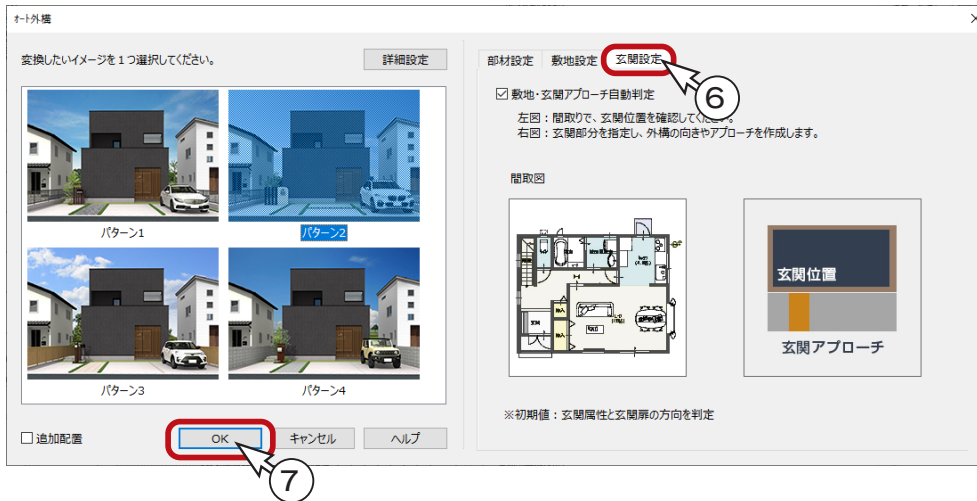 オート外構
変換したいイメージを1つ選択してください。
詳細設定
パターン1
パターン2
パターン3
パターン4
追加配置
OK
キャンセル
ヘルプ
⑦
部材設定
敷地設定
玄関設定
⑥
敷地・玄関アプローチ自動判定
左図：間取りで、玄関位置を確認してください。
右図：玄関部分を指定し、外構の向きやアプローチを作成します。
間取図
玄関位置
玄関アプローチ
※初期値：玄関属性と玄関扉の方向を判定